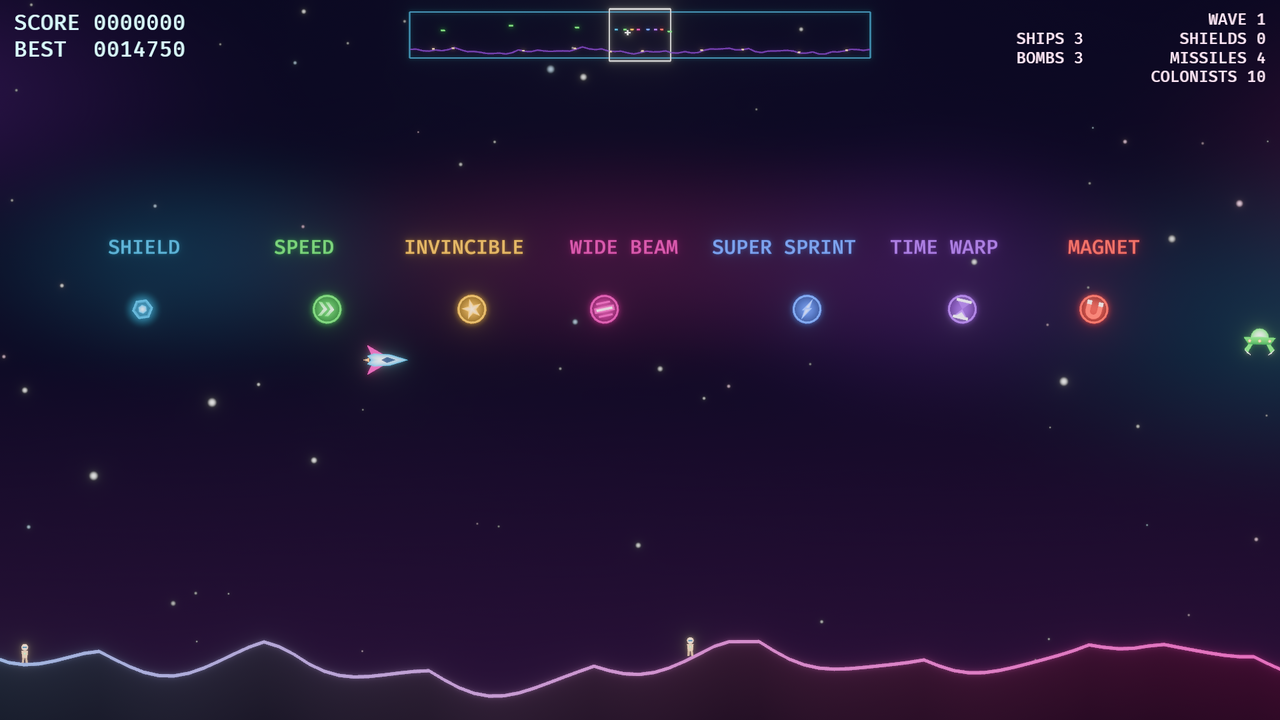 SCORE 0000000
BEST 0014750
WAVE 1
SHIPS 3 SHIELDS 0
BOMBS 3 MISSILES 4
COLONISTS 10
SHIELD SPEED INVINCIBLE WIDE BEAM SUPER SPRINT TIME WARP MAGNET